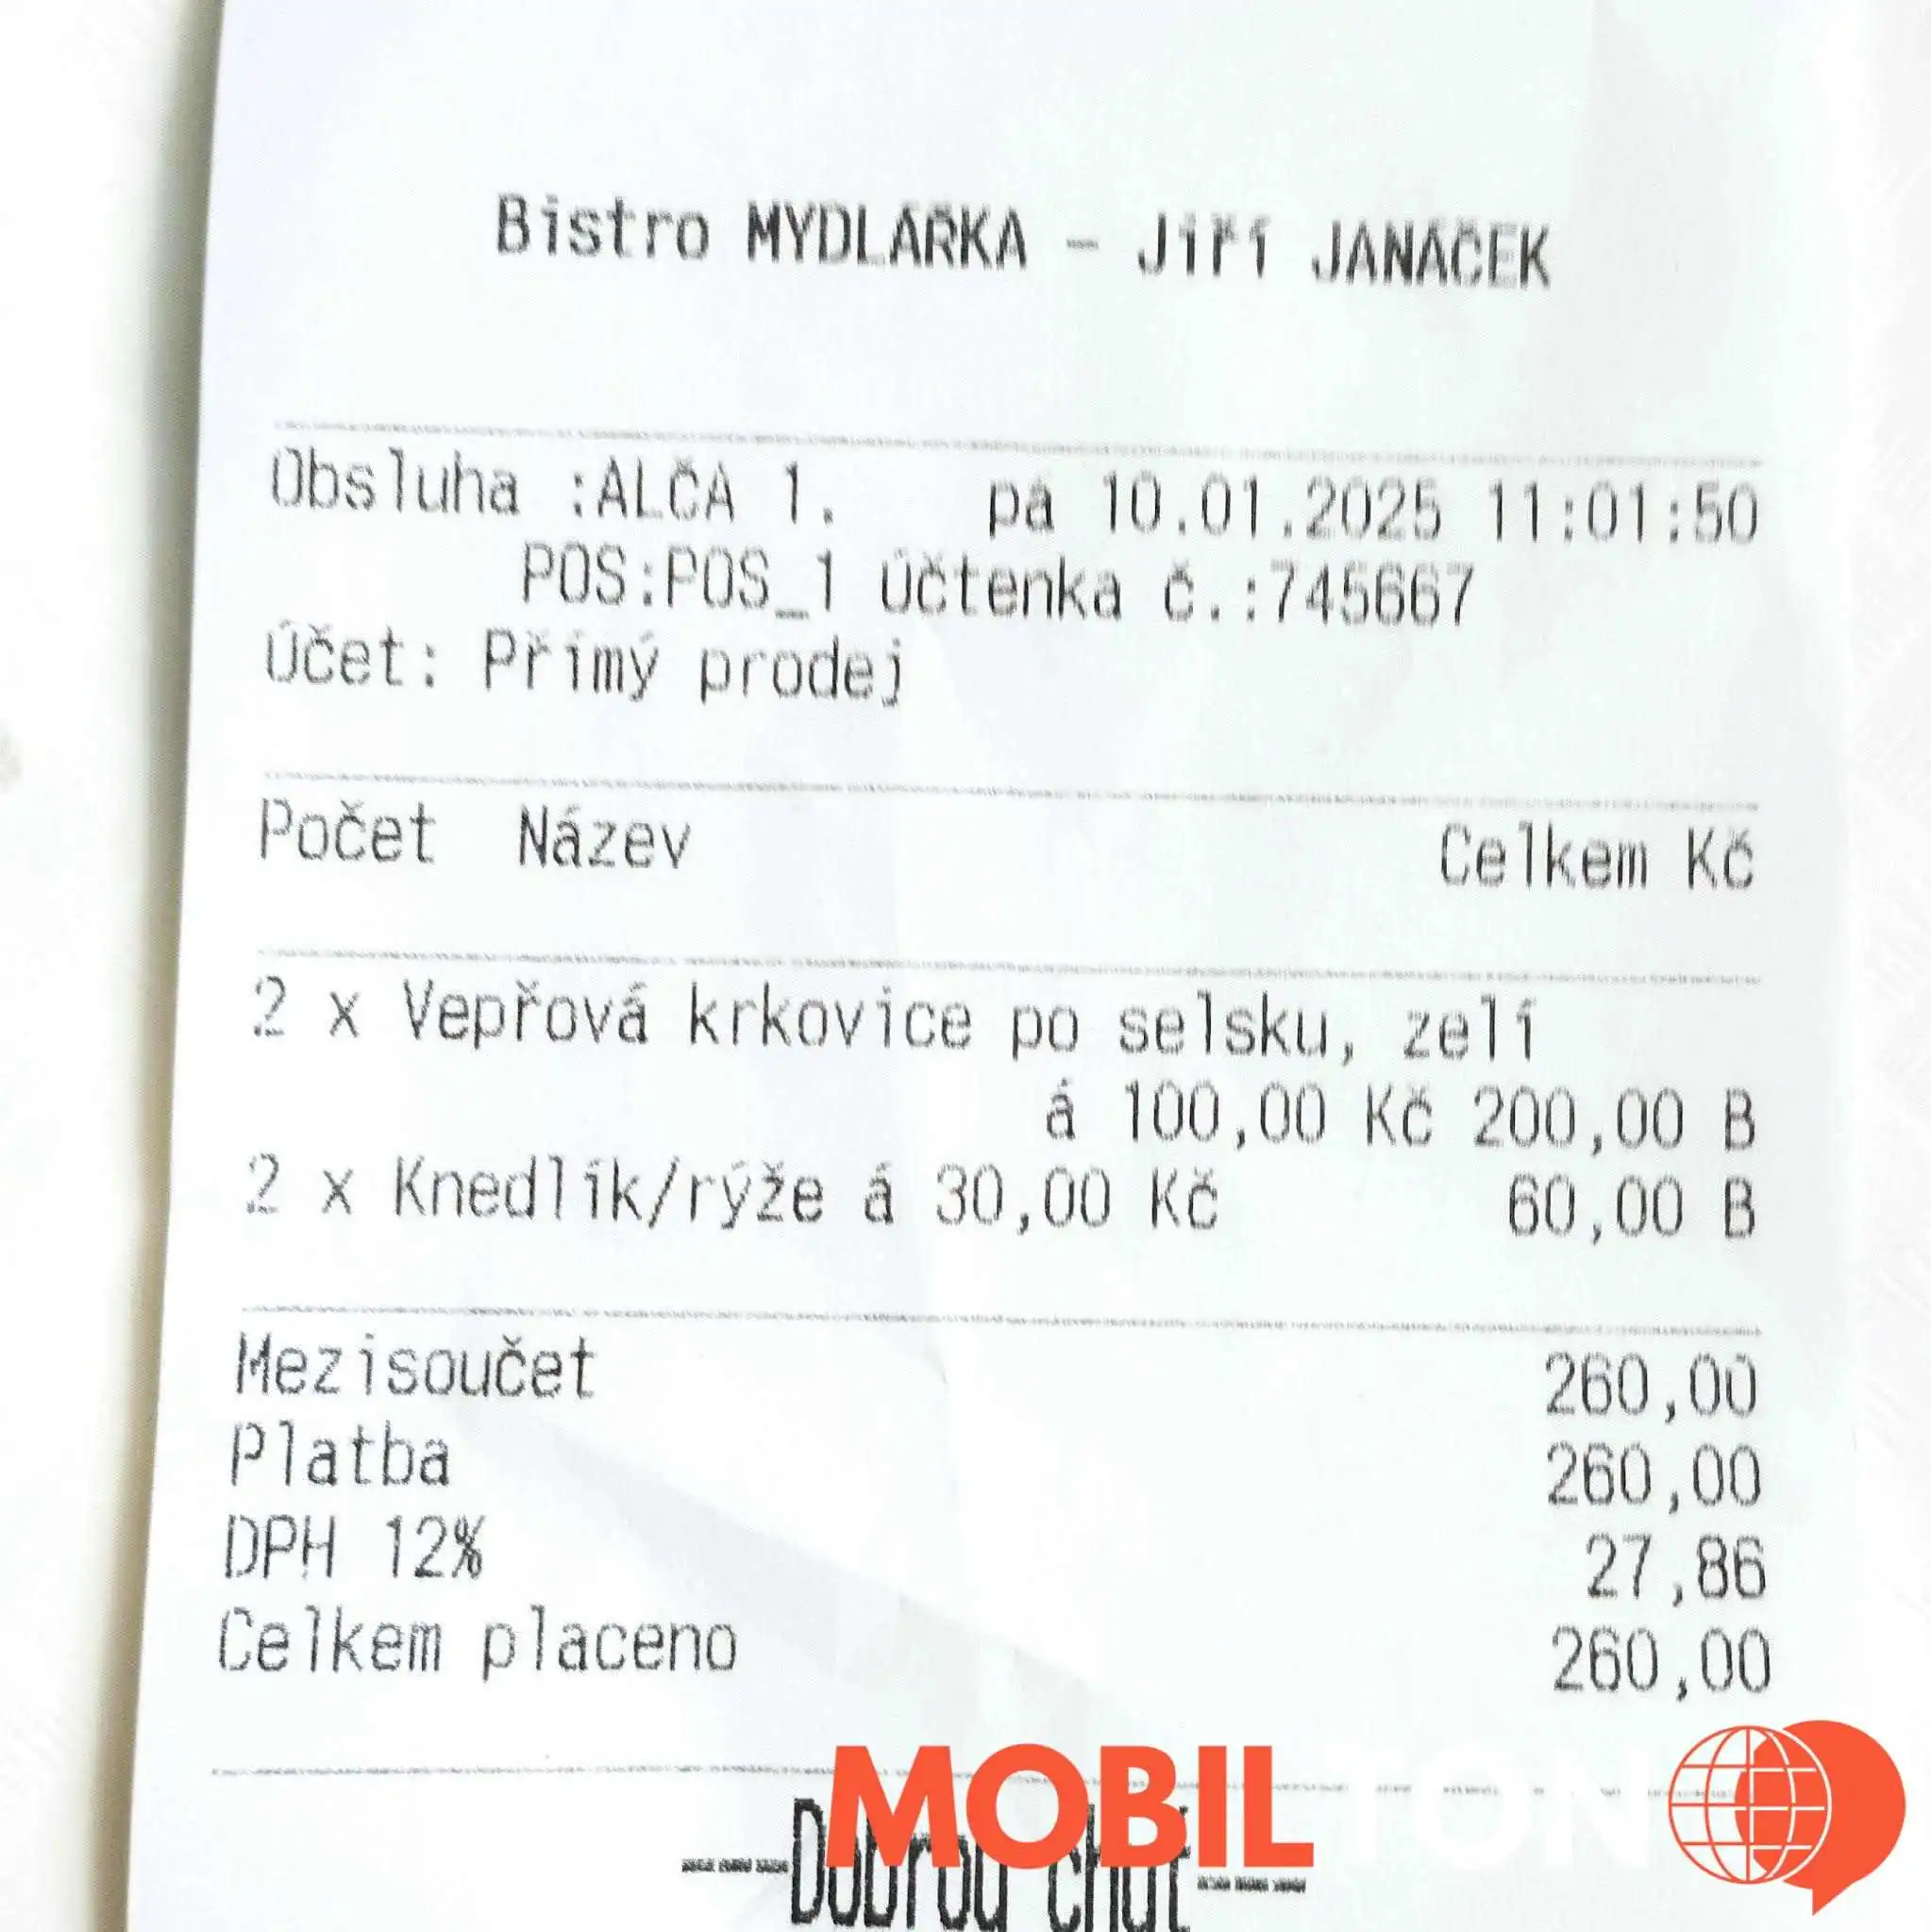 Bistro MYDLÁŘKA - Jiří JANÁČEK
Obsluha :ALČA 1. pá 10.01.2025 11:01:50
POS:POS_1 Účtenka č.:745667
Účet: Přímý prodej
Počet Název Celkem Kč
2 x Vepřová krkovice po selsku, zelí
á 100,00 Kč 200,00 B
2 x Knedlík/rýže á 30,00 Kč 60,00 B
Mezisoučet 260,00
Platba 260,00
DPH 12% 27,86
Celkem placeno 260,00
MOBIL TON
---Dobrou chuť---